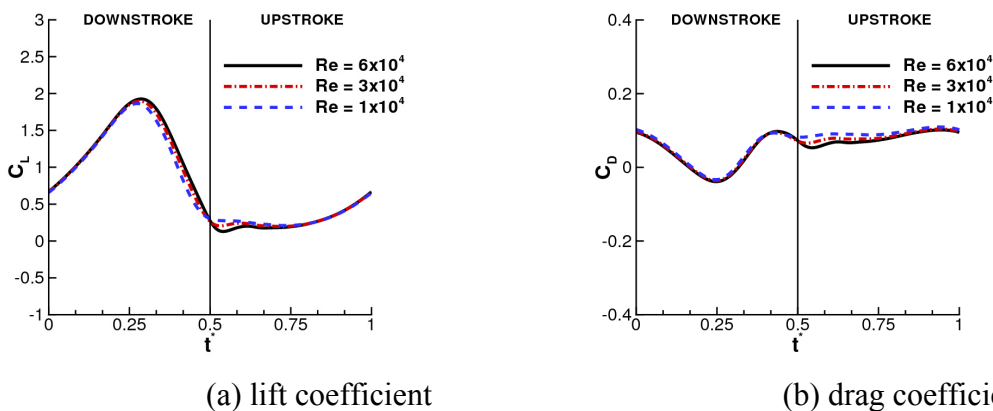 DOWNSTROKE UPSTROKE
Re = 6x10⁴
Re = 3x10⁴
Re = 1x10⁴
3
2.5
2
1.5
1
0.5
0
-0.5
-1
C_L
0 0.25 0.5 0.75 1
t*
(a) lift coefficient
DOWNSTROKE UPSTROKE
Re = 6x10⁴
Re = 3x10⁴
Re = 1x10⁴
0.4
0.2
0
-0.2
-0.4
C_D
0 0.25 0.5 0.75 1
t*
(b) drag coeffici